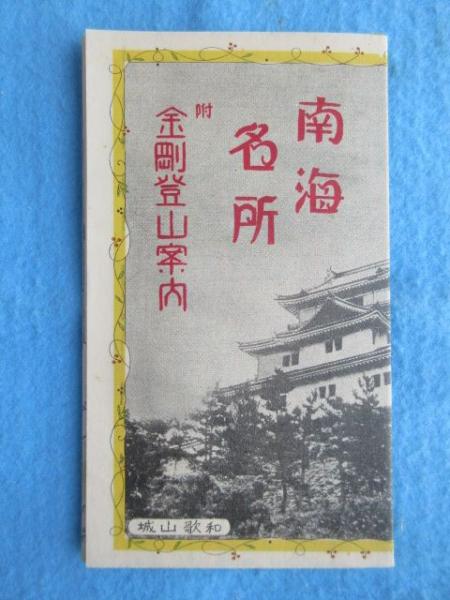 南海
名所
附
金剛登山案内
和歌山城